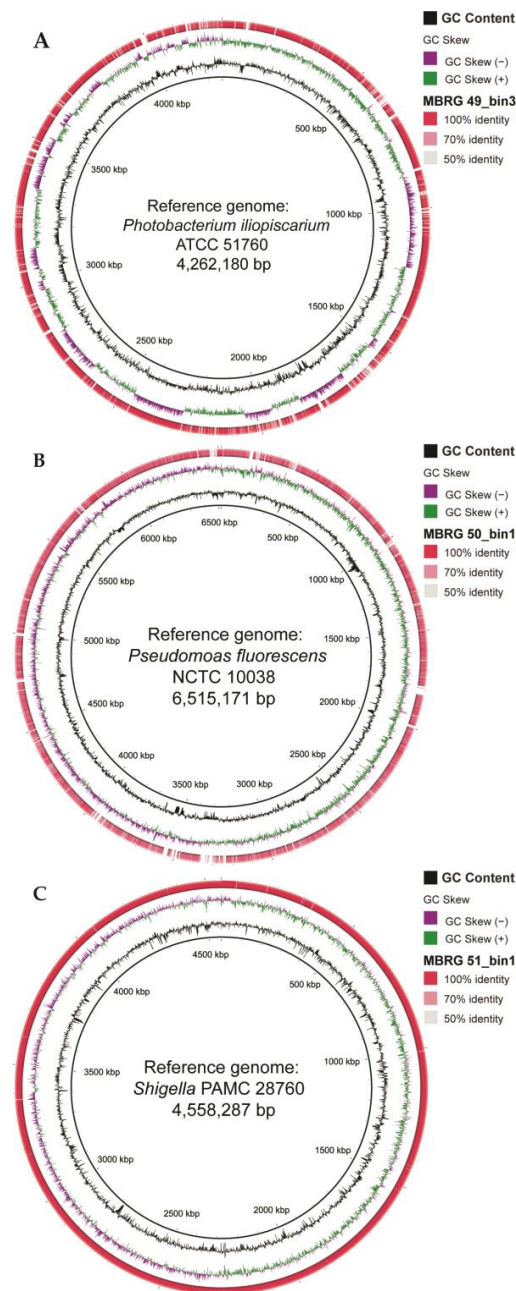 A
GC Content
GC Skew
GC Skew (−)
GC Skew (+)
MBRG 49_bin3
100% identity
70% identity
50% identity
4000 kbp
500 kbp
3500 kbp
1000 kbp
3000 kbp
1500 kbp
2500 kbp
2000 kbp
Reference genome:
Photobacterium iliopiscarium
ATCC 51760
4,262,180 bp
B
GC Content
GC Skew
GC Skew (−)
GC Skew (+)
MBRG 50_bin1
100% identity
70% identity
50% identity
6500 kbp
6000 kbp
500 kbp
5500 kbp
1000 kbp
5000 kbp
1500 kbp
4500 kbp
2000 kbp
4000 kbp
2500 kbp
3500 kbp
3000 kbp
Reference genome:
Pseudomoas fluorescens
NCTC 10038
6,515,171 bp
C
GC Content
GC Skew
GC Skew (−)
GC Skew (+)
MBRG 51_bin1
100% identity
70% identity
50% identity
4500 kbp
4000 kbp
500 kbp
3500 kbp
1000 kbp
3000 kbp
1500 kbp
2500 kbp
2000 kbp
Reference genome:
Shigella PAMC 28760
4,558,287 bp